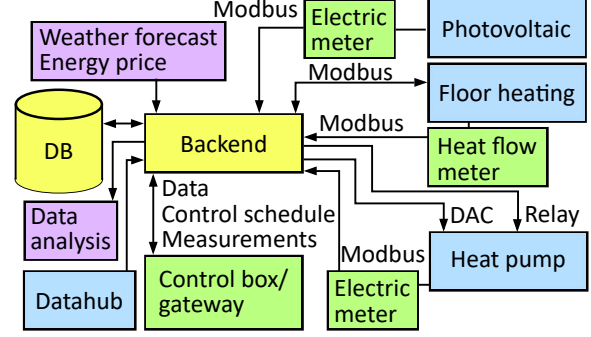 Modbus
Electric
meter
Photovoltaic
Weather forecast
Energy price
Modbus
Floor heating
DB
Backend
Modbus
Heat flow
meter
Data
Control schedule
Measurements
Data
analysis
DAC
Relay
Modbus
Heat pump
Datahub
Control box/
gateway
Electric
meter